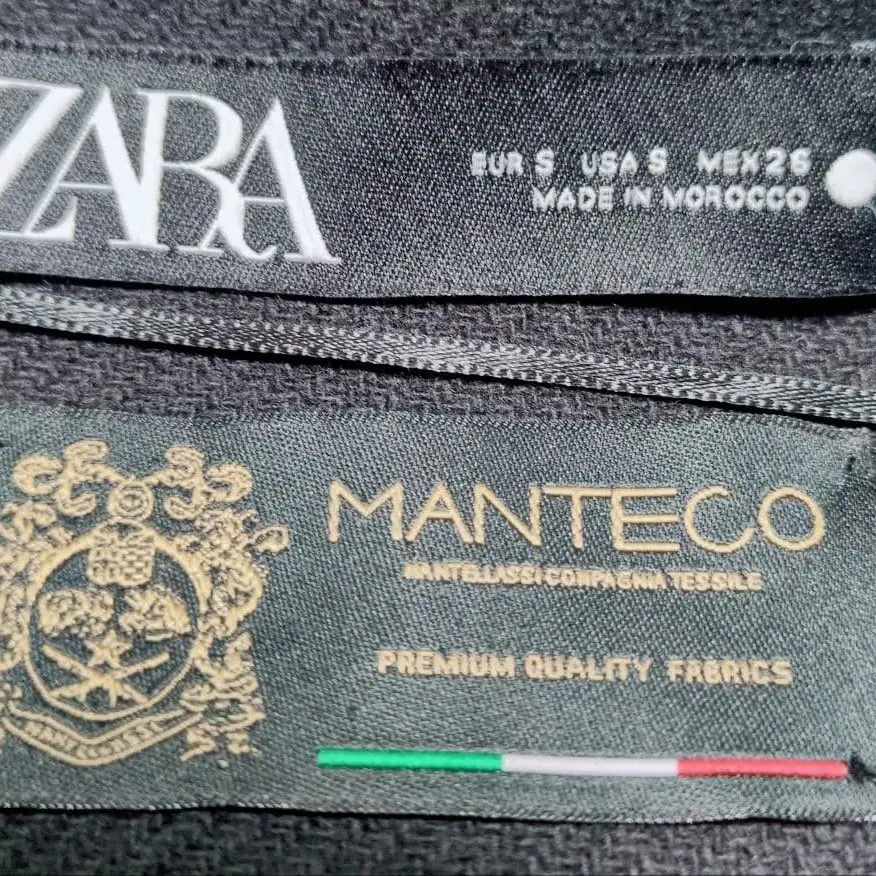 ZARA
EUR S USA S MEX 26
MADE IN MOROCCO
MANTECO
MANTELLASSI COMPAGNIA TESSILE
PREMIUM QUALITY FABRICS